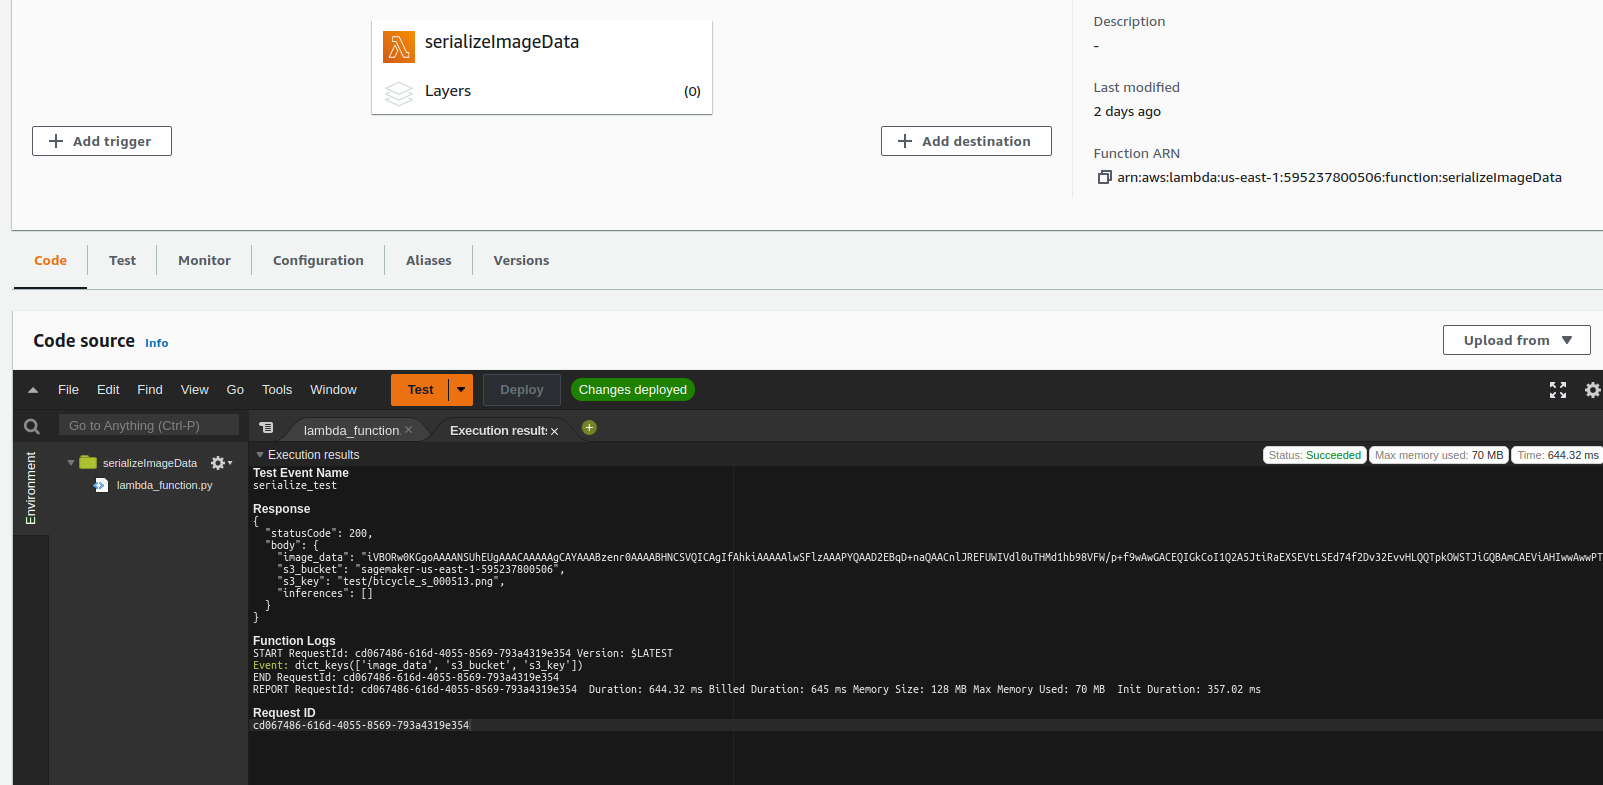 serializeImageData
Layers
(0)
Add trigger
Add destination
Description
-
Last modified
2 days ago
Function ARN
arn:aws:lambda:us-east-1:595237800506:function:serializeImageData
Code
Test
Monitor
Configuration
Aliases
Versions
Code source Info
Upload from
File Edit Find View Go Tools Window
Test
Deploy
Changes deployed
Go to Anything (Ctrl-P)
lambda_function
Execution results
Environment
serializeImageData
lambda_function.py
Execution results
Status: Succeeded
Max memory used: 70 MB
Time: 644.32 ms
Test Event Name
serialize_test
Response
{
"statusCode": 200,
"body": {
"image_data":
"s3_bucket": "sagemaker-us-east-1-595237800506",
"s3_key": "test/bicycle_s_000513.png",
"inferences": []
}
}
Function Logs
START RequestId: cd067486-616d-4055-8569-793a4319e354 Version: $LATEST
Event: dict_keys(['image_data', 's3_bucket', 's3_key'])
END RequestId: cd067486-616d-4055-8569-793a4319e354
REPORT RequestId: cd067486-616d-4055-8569-793a4319e354 Duration: 644.32 ms Billed Duration: 645 ms Memory Size: 128 MB Max Memory Used: 70 MB Init Duration: 357.02 ms
Request ID
cd067486-616d-4055-8569-793a4319e354